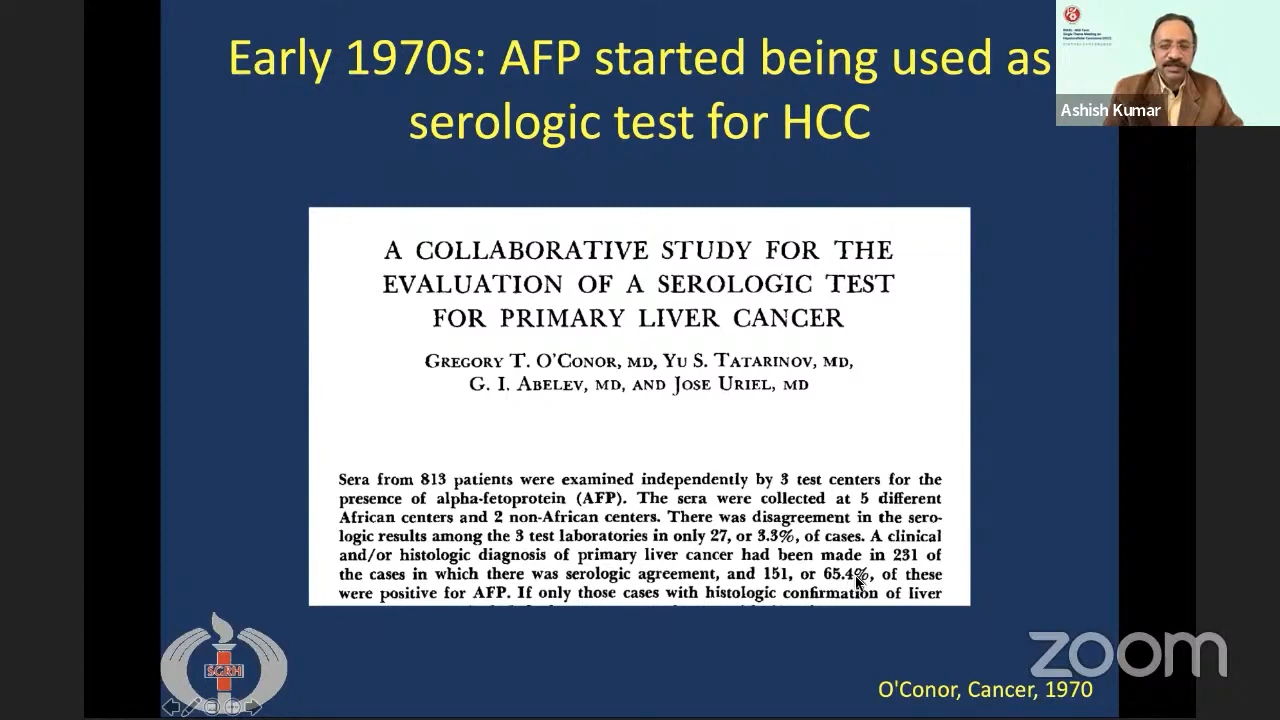 Early 1970s: AFP started being used as
serologic test for HCC
Ashish Kumar
A COLLABORATIVE STUDY FOR THE
EVALUATION OF A SEROLOGIC TEST
FOR PRIMARY LIVER CANCER
GREGORY T. O'CONOR, MD, YU S. TATARINOV, MD,
G. I. ABELEV, MD, AND JOSE URIEL, MD
Sera from 813 patients were examined independently by 3 test centers for the
presence of alpha-fetoprotein (AFP). The sera were collected at 5 different
African centers and 2 non-African centers. There was disagreement in the sero-
logic results among the 3 test laboratories in only 27, or 3.3%, of cases. A clinical
and/or histologic diagnosis of primary liver cancer had been made in 231 of
the cases in which there was serologic agreement, and 151, or 65.4%, of these
were positive for AFP. If only those cases with histologic confirmation of liver
SGRH
zoom
O'Conor, Cancer, 1970